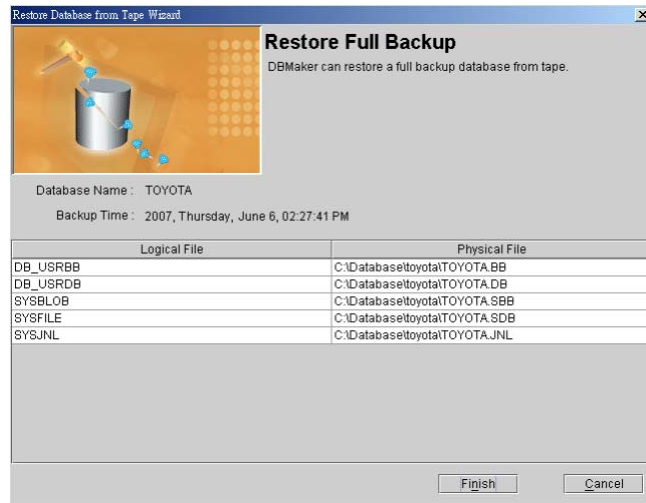 Restore Database from Tape Wizard
Restore Full Backup
DBMaker can restore a full backup database from tape.
Database Name : TOYOTA
Backup Time : 2007, Thursday, June 6, 02:27:41 PM
Logical File Physical File
DB_USRBB C:\Database\toyota\TOYOTA.BB
DB_USRDB C:\Database\toyota\TOYOTA.DB
SYSBLOB C:\Database\toyota\TOYOTA.SBB
SYSFILE C:\Database\toyota\TOYOTA.SDB
SYSJNL C:\Database\toyota\TOYOTA.JNL
Finish Cancel